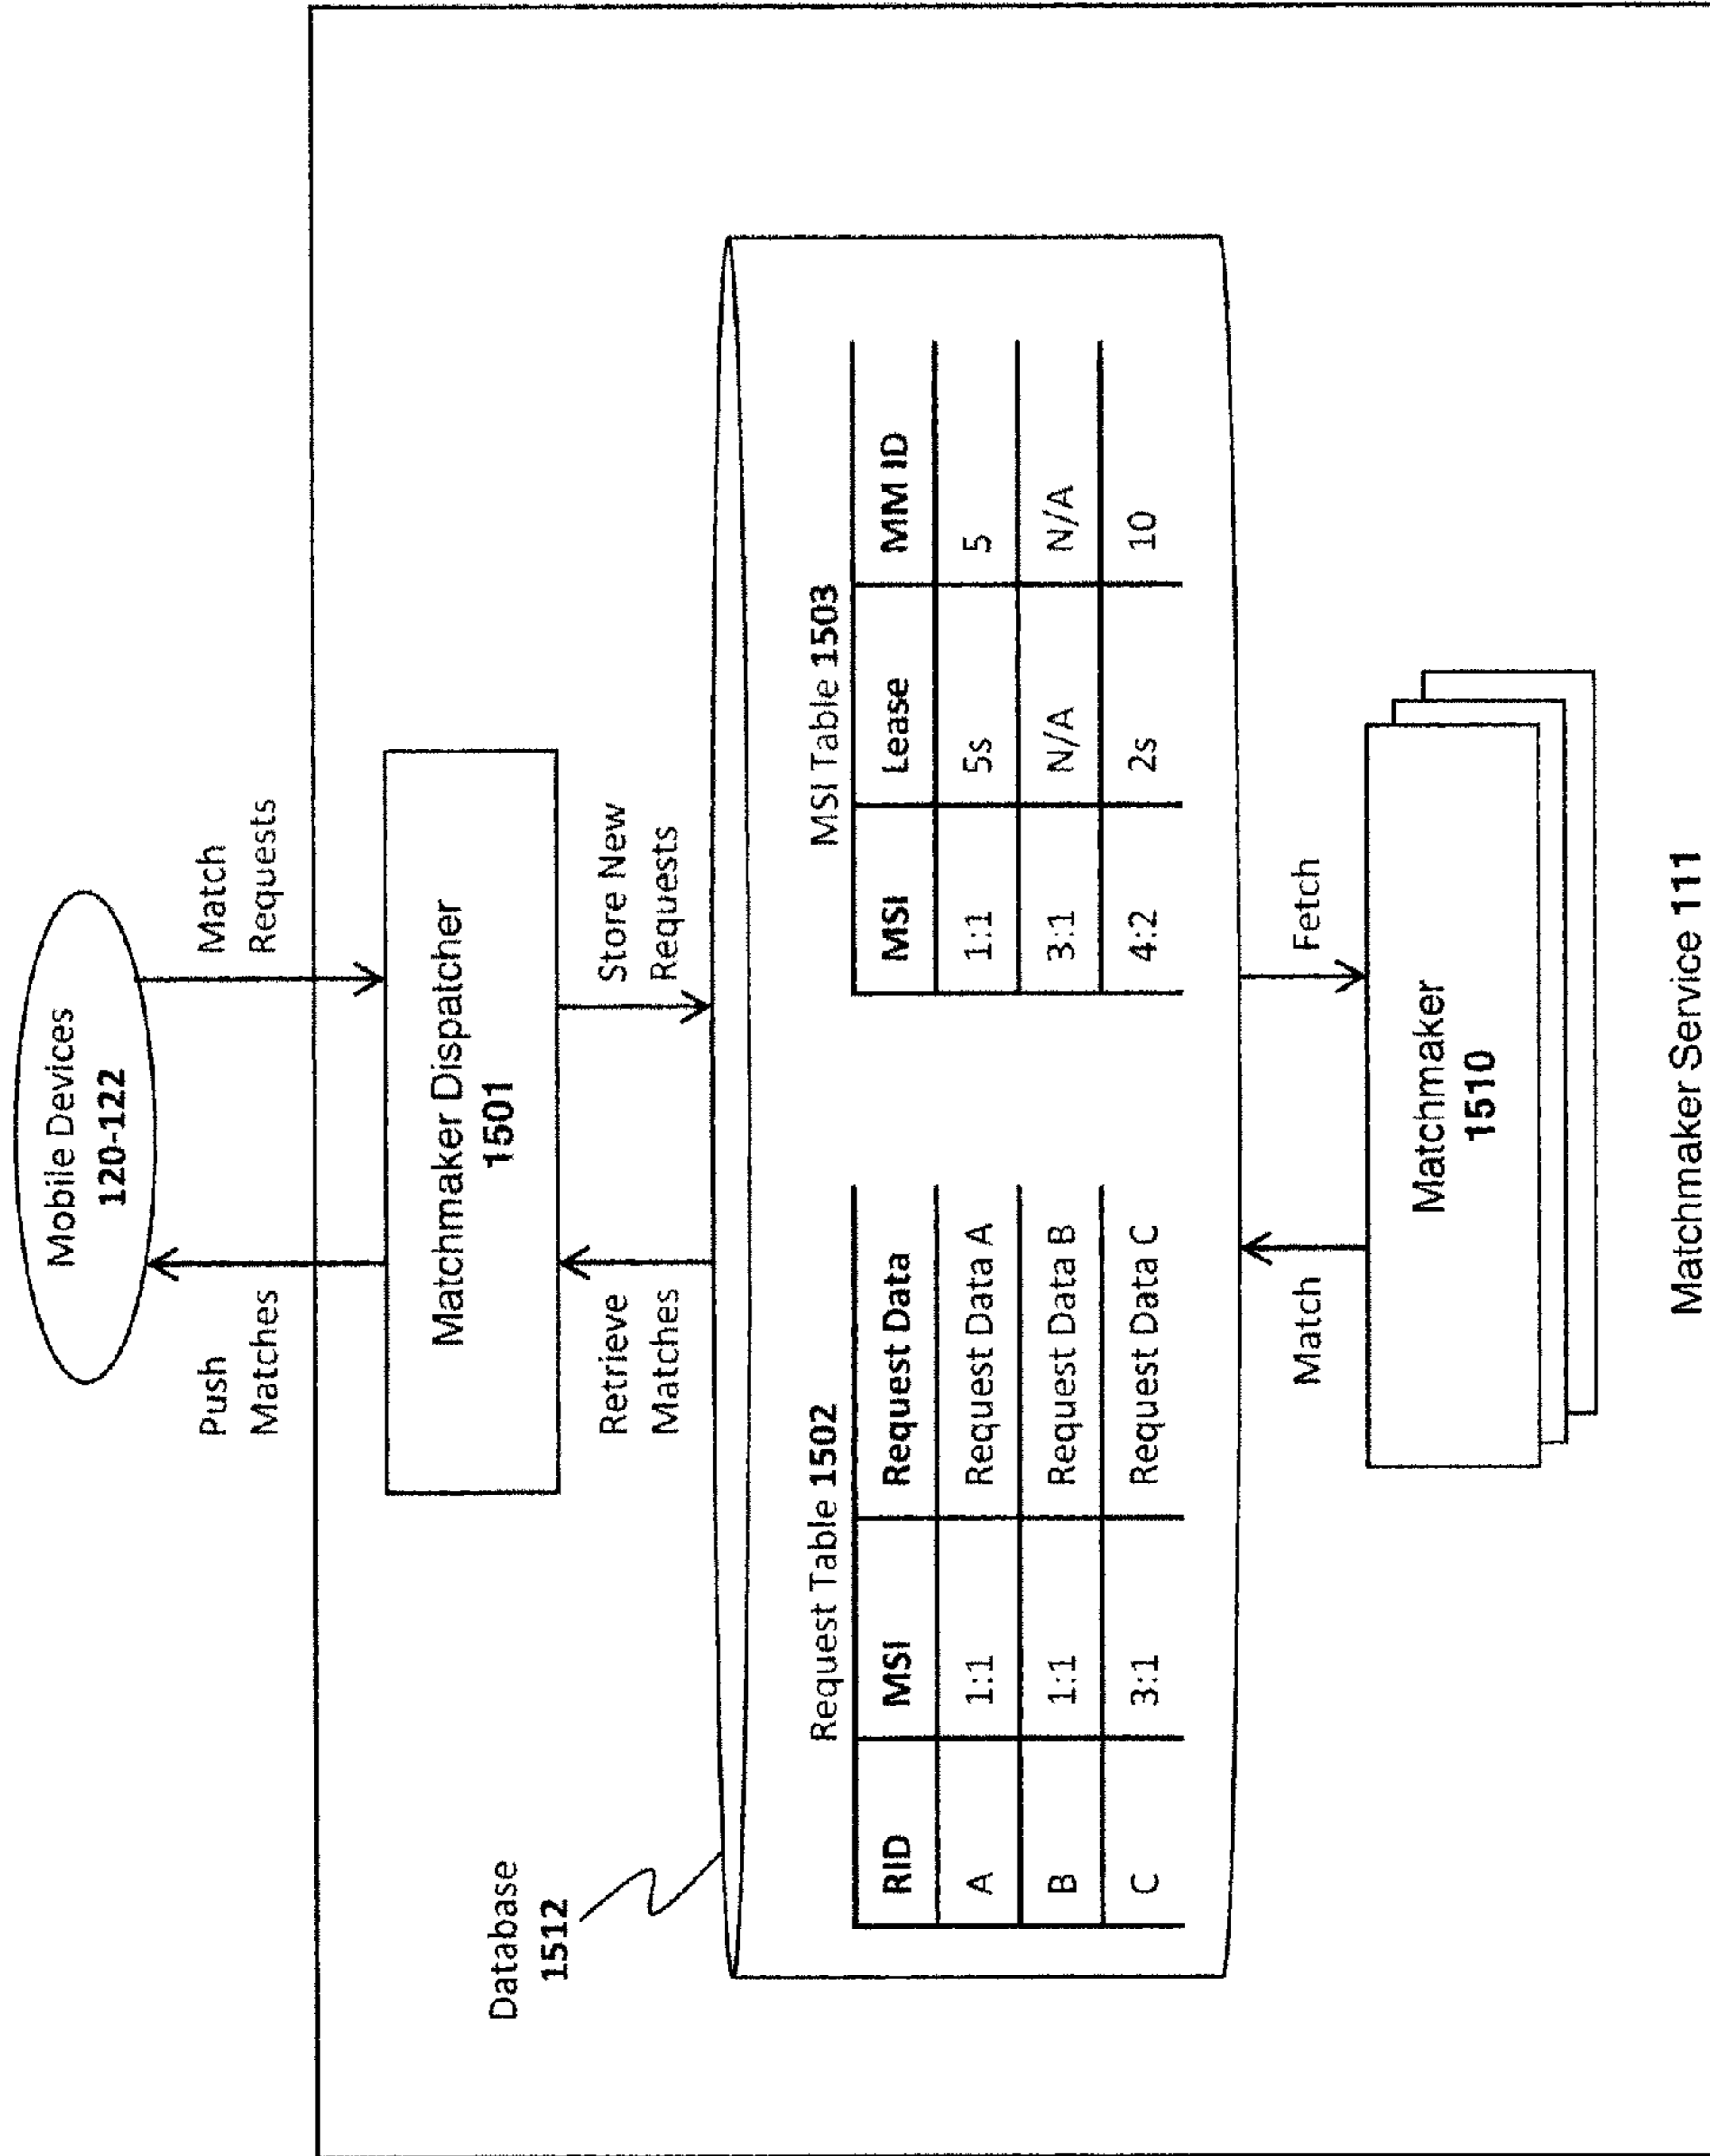 Mobile Devices
120-122
Push
Matches
Match
Requests
Matchmaker Dispatcher
1501
Retrieve
Matches
Store New
Requests
Database
1512
Request Table 1502
RID MSI Request Data
A 1:1 Request Data A
B 1:1 Request Data B
C 3:1 Request Data C
MSI Table 1503
MSI Lease MM ID
1:1 5s 5
3:1 N/A N/A
4:2 2s 10
Match
Fetch
Matchmaker
1510
Matchmaker Service 111